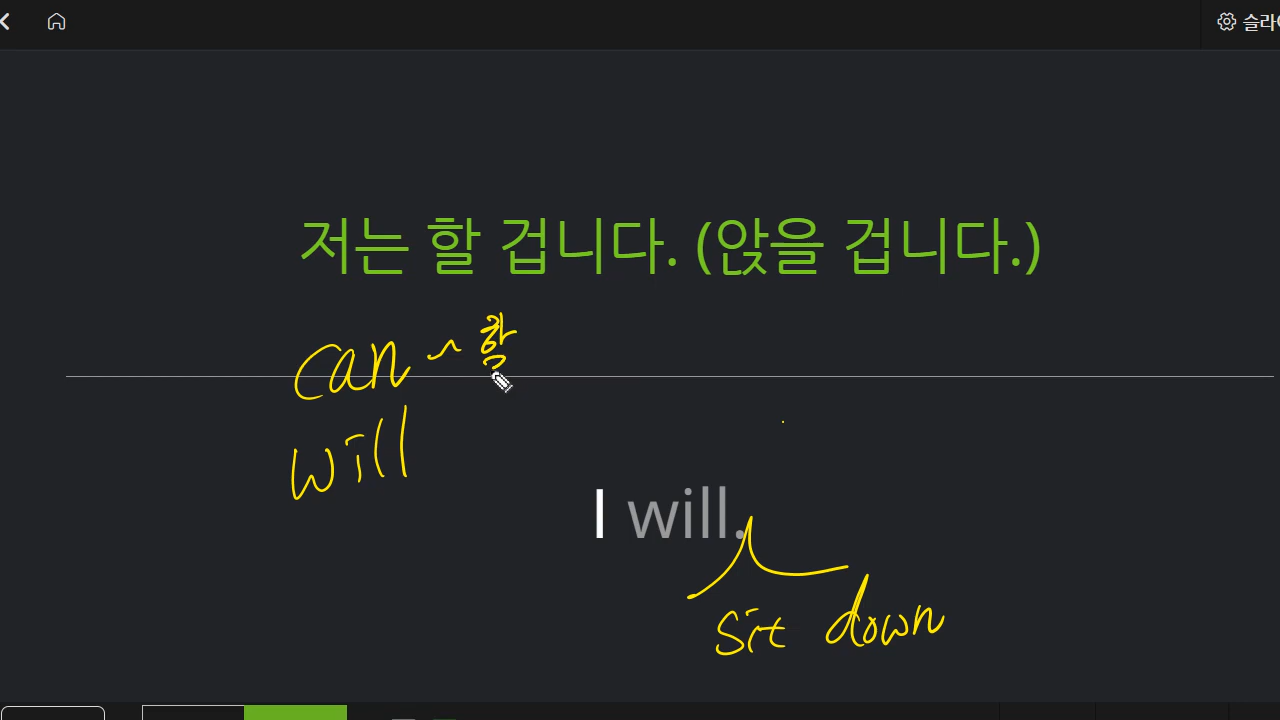 슬라
저는 할 겁니다. (앉을 겁니다.)
can ~ 할
will
I will.
sit down